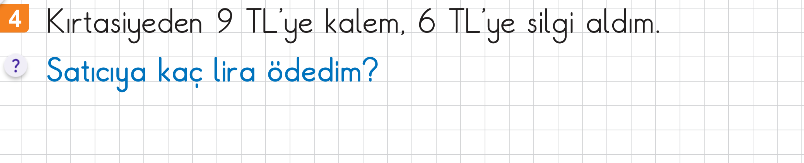 4 Kırtasiyeden 9 TL'ye kalem, 6 TL'ye silgi aldım.
? Satıcıya kaç lira ödedim?